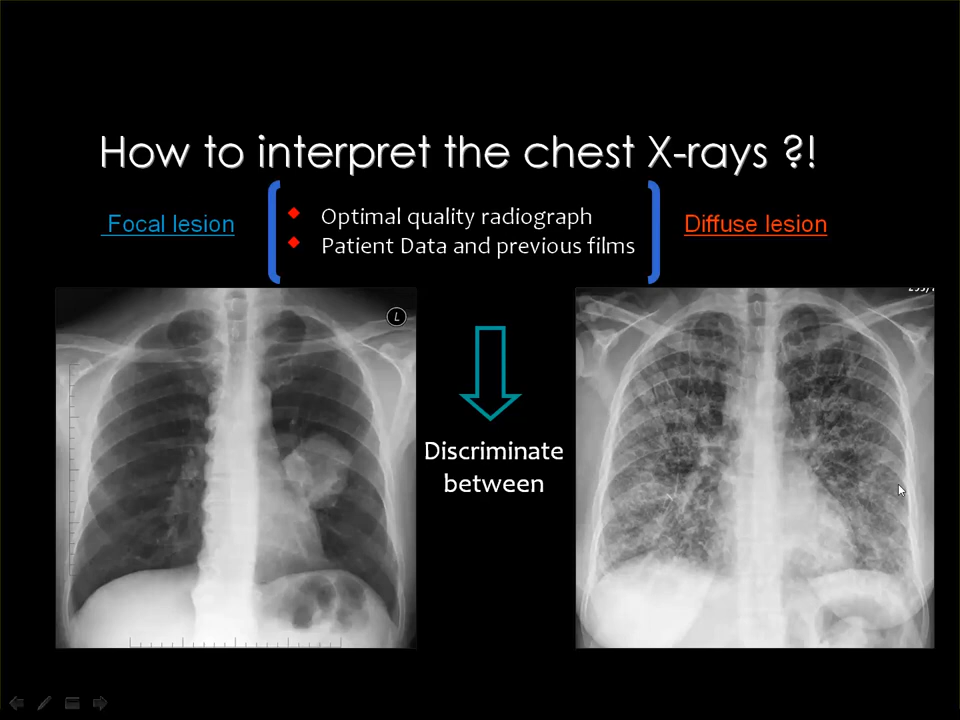 How to interpret the chest X-rays ?!
Focal lesion
Optimal quality radiograph
Patient Data and previous films
Diffuse lesion
L
Discriminate
between